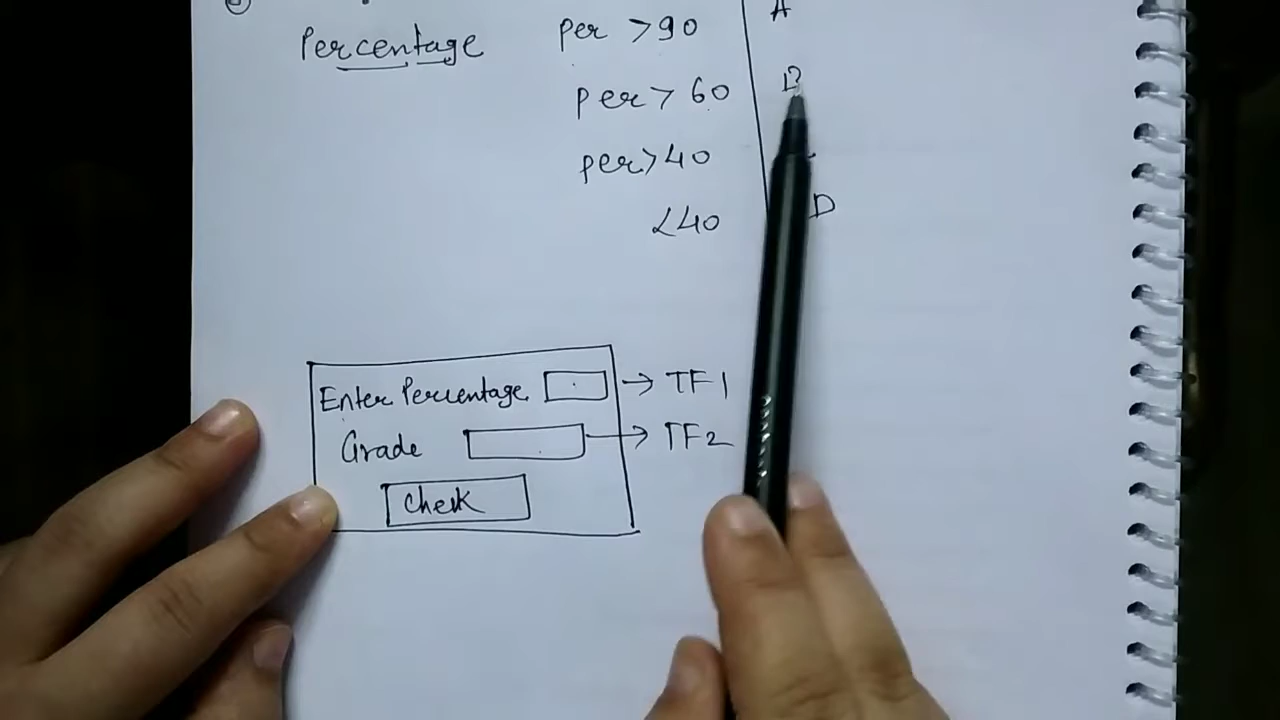 Percentage per >90 A
per > 60 B
per>40
<40 D
Enter Percentage → TF1
Grade → TF2
Check